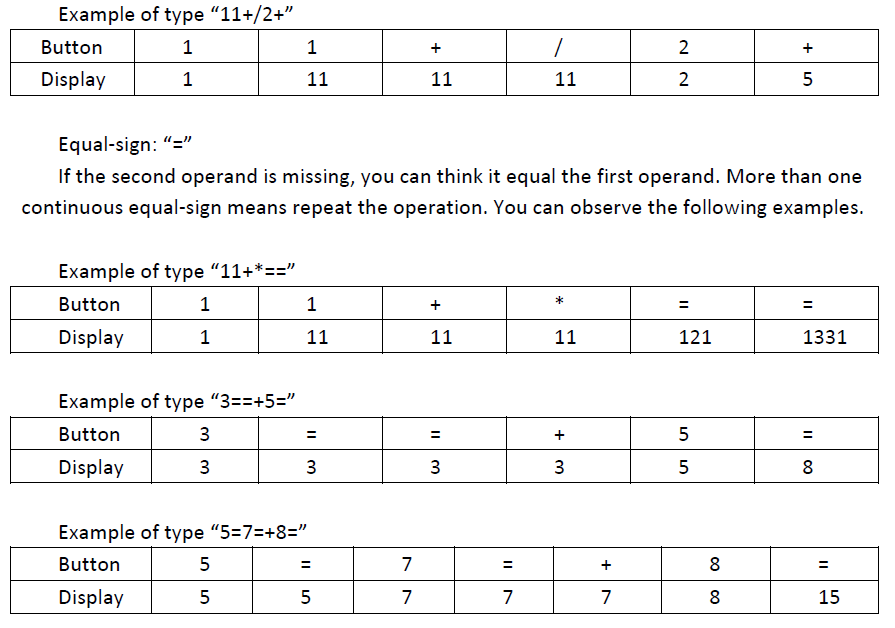 Example of type “11+/2+”
Button 1 1 + / 2 +
Display 1 11 11 11 2 5
Equal-sign: “=”
If the second operand is missing, you can think it equal the first operand. More than one
continuous equal-sign means repeat the operation. You can observe the following examples.
Example of type “11+*==”
Button 1 1 + * = =
Display 1 11 11 11 121 1331
Example of type “3==+5=”
Button 3 = = + 5 =
Display 3 3 3 3 5 8
Example of type “5=7=+8=”
Button 5 = 7 = + 8 =
Display 5 5 7 7 7 8 15